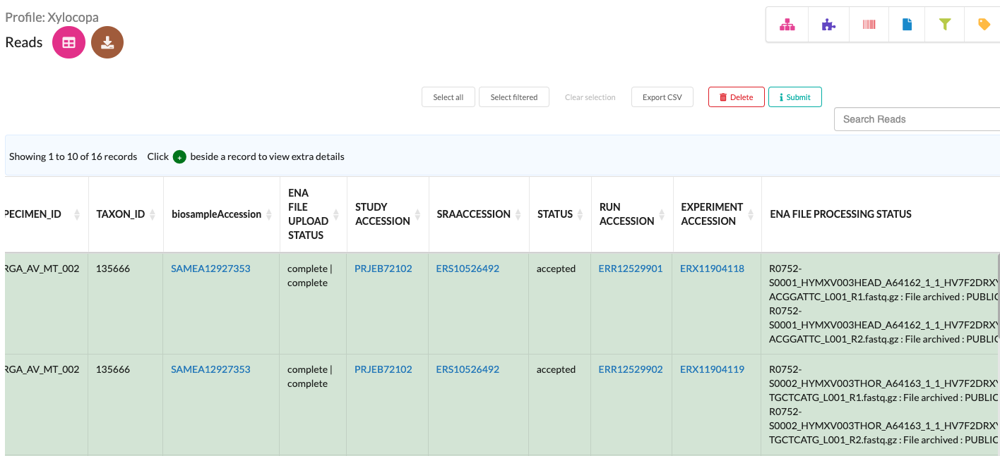 Profile: Xylocopa
Reads
Select all
Select filtered
Clear selection
Export CSV
Delete
Submit
Search Reads
Showing 1 to 10 of 16 records Click + beside a record to view extra details
PECIMEN_ID
TAXON_ID
biosampleAccession
ENA
FILE
UPLOAD
STATUS
STUDY
ACCESSION
SRAACCESSION
STATUS
RUN
ACCESSION
EXPERIMENT
ACCESSION
ENA FILE PROCESSING STATUS
RGA_AV_MT_002
135666
SAMEA12927353
complete |
complete
PRJEB72102
ERS10526492
accepted
ERR12529901
ERX11904118
R0752-
S0001_HYMXV003HEAD_A64162_1_1_HV7F2DRXY
ACGGATTC_L001_R1.fastq.gz : File archived : PUBLIC
R0752-
S0001_HYMXV003HEAD_A64162_1_1_HV7F2DRXY
ACGGATTC_L001_R2.fastq.gz : File archived : PUBLIC
RGA_AV_MT_002
135666
SAMEA12927353
complete |
complete
PRJEB72102
ERS10526492
accepted
ERR12529902
ERX11904119
R0752-
S0002_HYMXV003THOR_A64163_1_1_HV7F2DRXY
TGCTCATG_L001_R1.fastq.gz : File archived : PUBLIC
R0752-
S0002_HYMXV003THOR_A64163_1_1_HV7F2DRXY
TGCTCATG_L001_R2.fastq.gz : File archived : PUBLIC